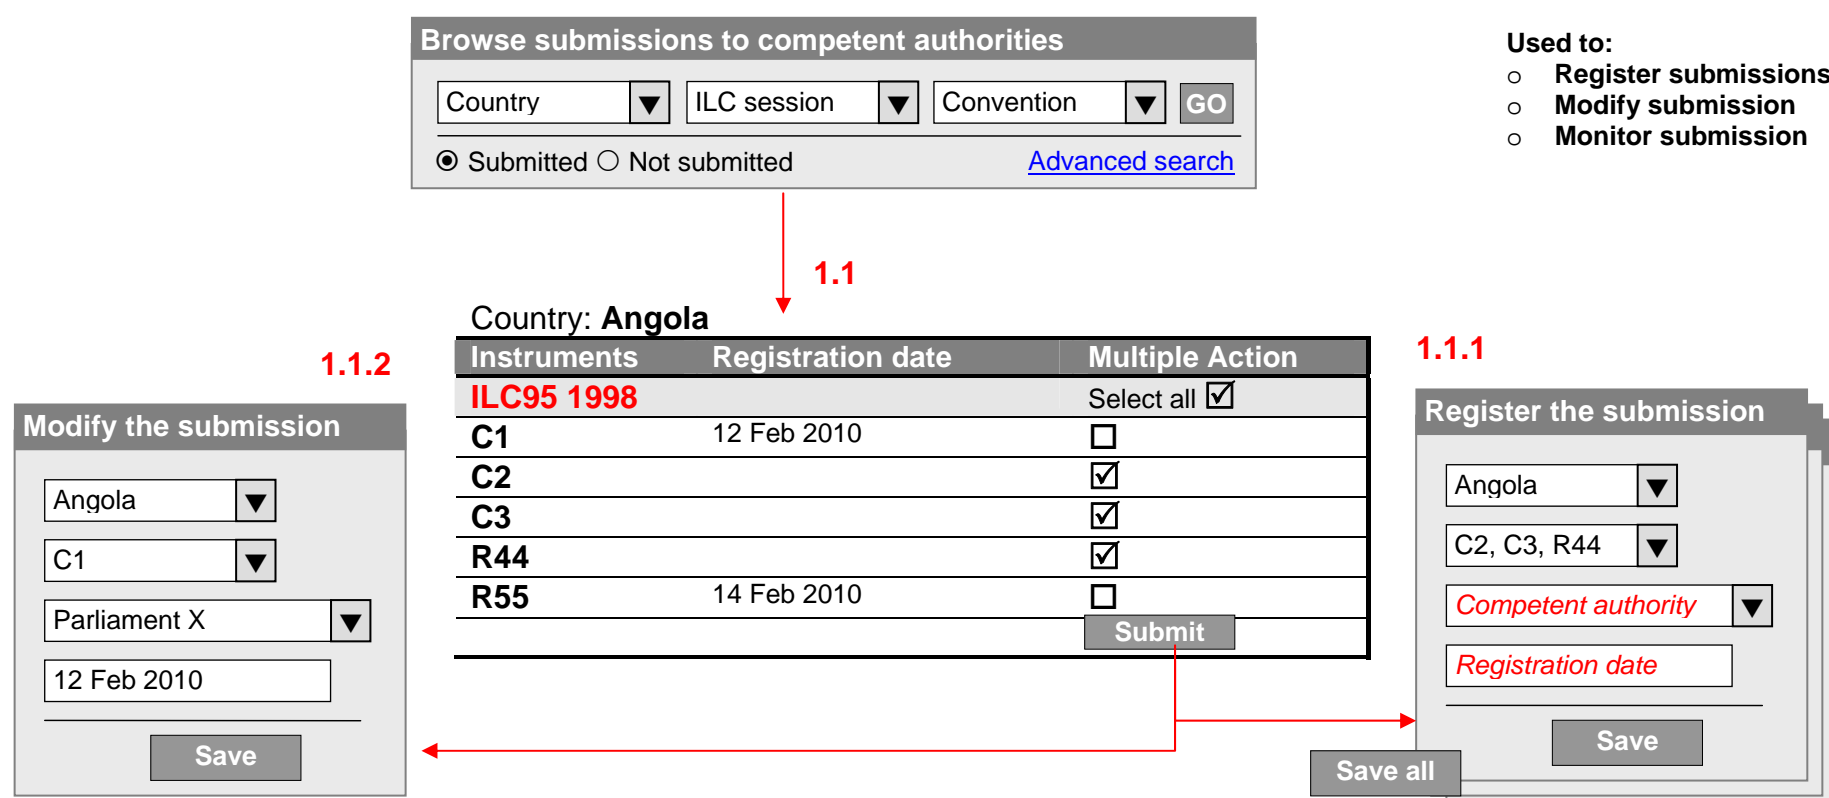 Browse submissions to competent authorities
Country ILC session Convention GO
Submitted Not submitted Advanced search
Used to:
o Register submissions
o Modify submission
o Monitor submission
1.1
Country: Angola
Instruments Registration date Multiple Action
ILC95 1998 Select all
C1 12 Feb 2010
C2
C3
R44
R55 14 Feb 2010
Submit
1.1.2
Modify the submission
Angola
C1
Parliament X
12 Feb 2010
Save
1.1.1
Register the submission
Angola
C2, C3, R44
Competent authority
Registration date
Save
Save all